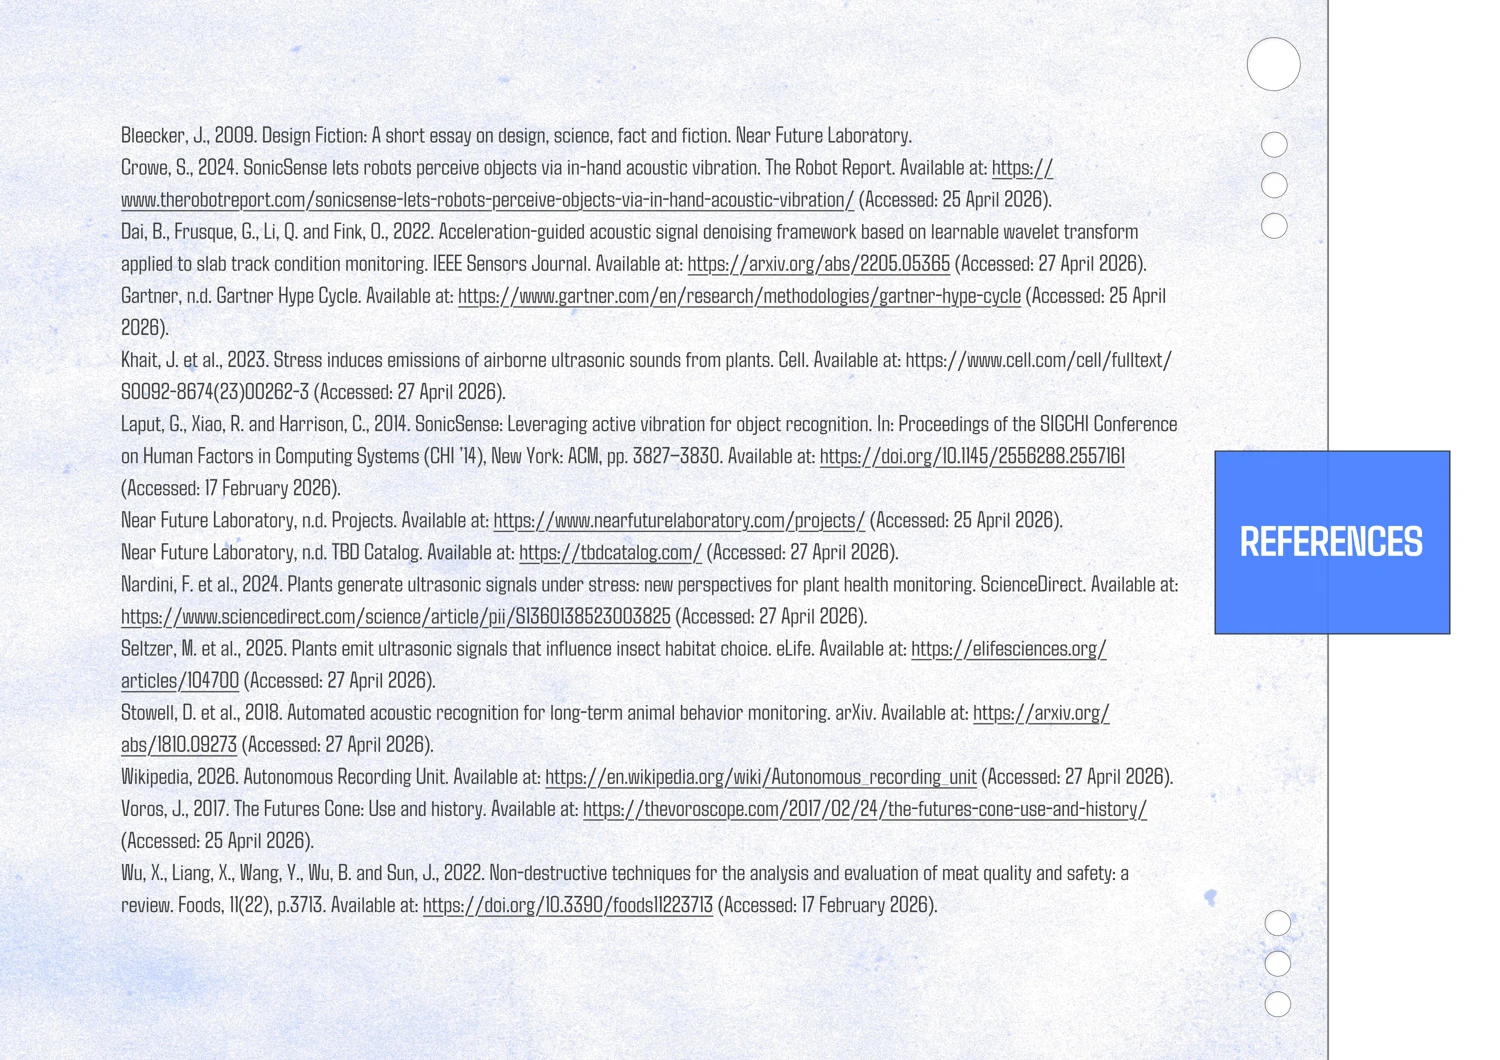 Bleecker, J., 2009. Design Fiction: A short essay on design, science, fact and fiction. Near Future Laboratory.
Crowe, S., 2024. SonicSense lets robots perceive objects via in-hand acoustic vibration. The Robot Report. Available at: https://
www.therobotreport.com/sonicsense-lets-robots-perceive-objects-via-in-hand-acoustic-vibration/ (Accessed: 25 April 2026).
Dai, B., Frusque, G., Li, Q. and Fink, O., 2022. Acceleration-guided acoustic signal denoising framework based on learnable wavelet transform
applied to slab track condition monitoring. IEEE Sensors Journal. Available at: https://arxiv.org/abs/2205.05365 (Accessed: 27 April 2026).
Gartner, n.d. Gartner Hype Cycle. Available at: https://www.gartner.com/en/research/methodologies/gartner-hype-cycle (Accessed: 25 April
2026).
Khait, J. et al., 2023. Stress induces emissions of airborne ultrasonic sounds from plants. Cell. Available at: https://www.cell.com/cell/fulltext/
S0092-8674(23)00262-3 (Accessed: 27 April 2026).
Laput, G., Xiao, R. and Harrison, C., 2014. SonicSense: Leveraging active vibration for object recognition. In: Proceedings of the SIGCHI Conference
on Human Factors in Computing Systems (CHI '14), New York: ACM, pp. 3827–3830. Available at: https://doi.org/10.1145/2556288.2557161
(Accessed: 17 February 2026).
Near Future Laboratory, n.d. Projects. Available at: https://www.nearfuturelaboratory.com/projects/ (Accessed: 25 April 2026).
Near Future Laboratory, n.d. TBD Catalog. Available at: https://tbdcatalog.com/ (Accessed: 27 April 2026).
Nardini, F. et al., 2024. Plants generate ultrasonic signals under stress: new perspectives for plant health monitoring. ScienceDirect. Available at:
https://www.sciencedirect.com/science/article/pii/S1360138523003825 (Accessed: 27 April 2026).
Seltzer, M. et al., 2025. Plants emit ultrasonic signals that influence insect habitat choice. eLife. Available at: https://elifesciences.org/
articles/104700 (Accessed: 27 April 2026).
Stowell, D. et al., 2018. Automated acoustic recognition for long-term animal behavior monitoring. arXiv. Available at: https://arxiv.org/
abs/1810.09273 (Accessed: 27 April 2026).
Wikipedia, 2026. Autonomous Recording Unit. Available at: https://en.wikipedia.org/wiki/Autonomous_recording_unit (Accessed: 27 April 2026).
Voros, J., 2017. The Futures Cone: Use and history. Available at: https://thevoroscope.com/2017/02/24/the-futures-cone-use-and-history/
(Accessed: 25 April 2026).
Wu, X., Liang, X., Wang, Y., Wu, B. and Sun, J., 2022. Non-destructive techniques for the analysis and evaluation of meat quality and safety: a
review. Foods, 11(22), p.3713. Available at: https://doi.org/10.3390/foods11223713 (Accessed: 17 February 2026).
REFERENCES